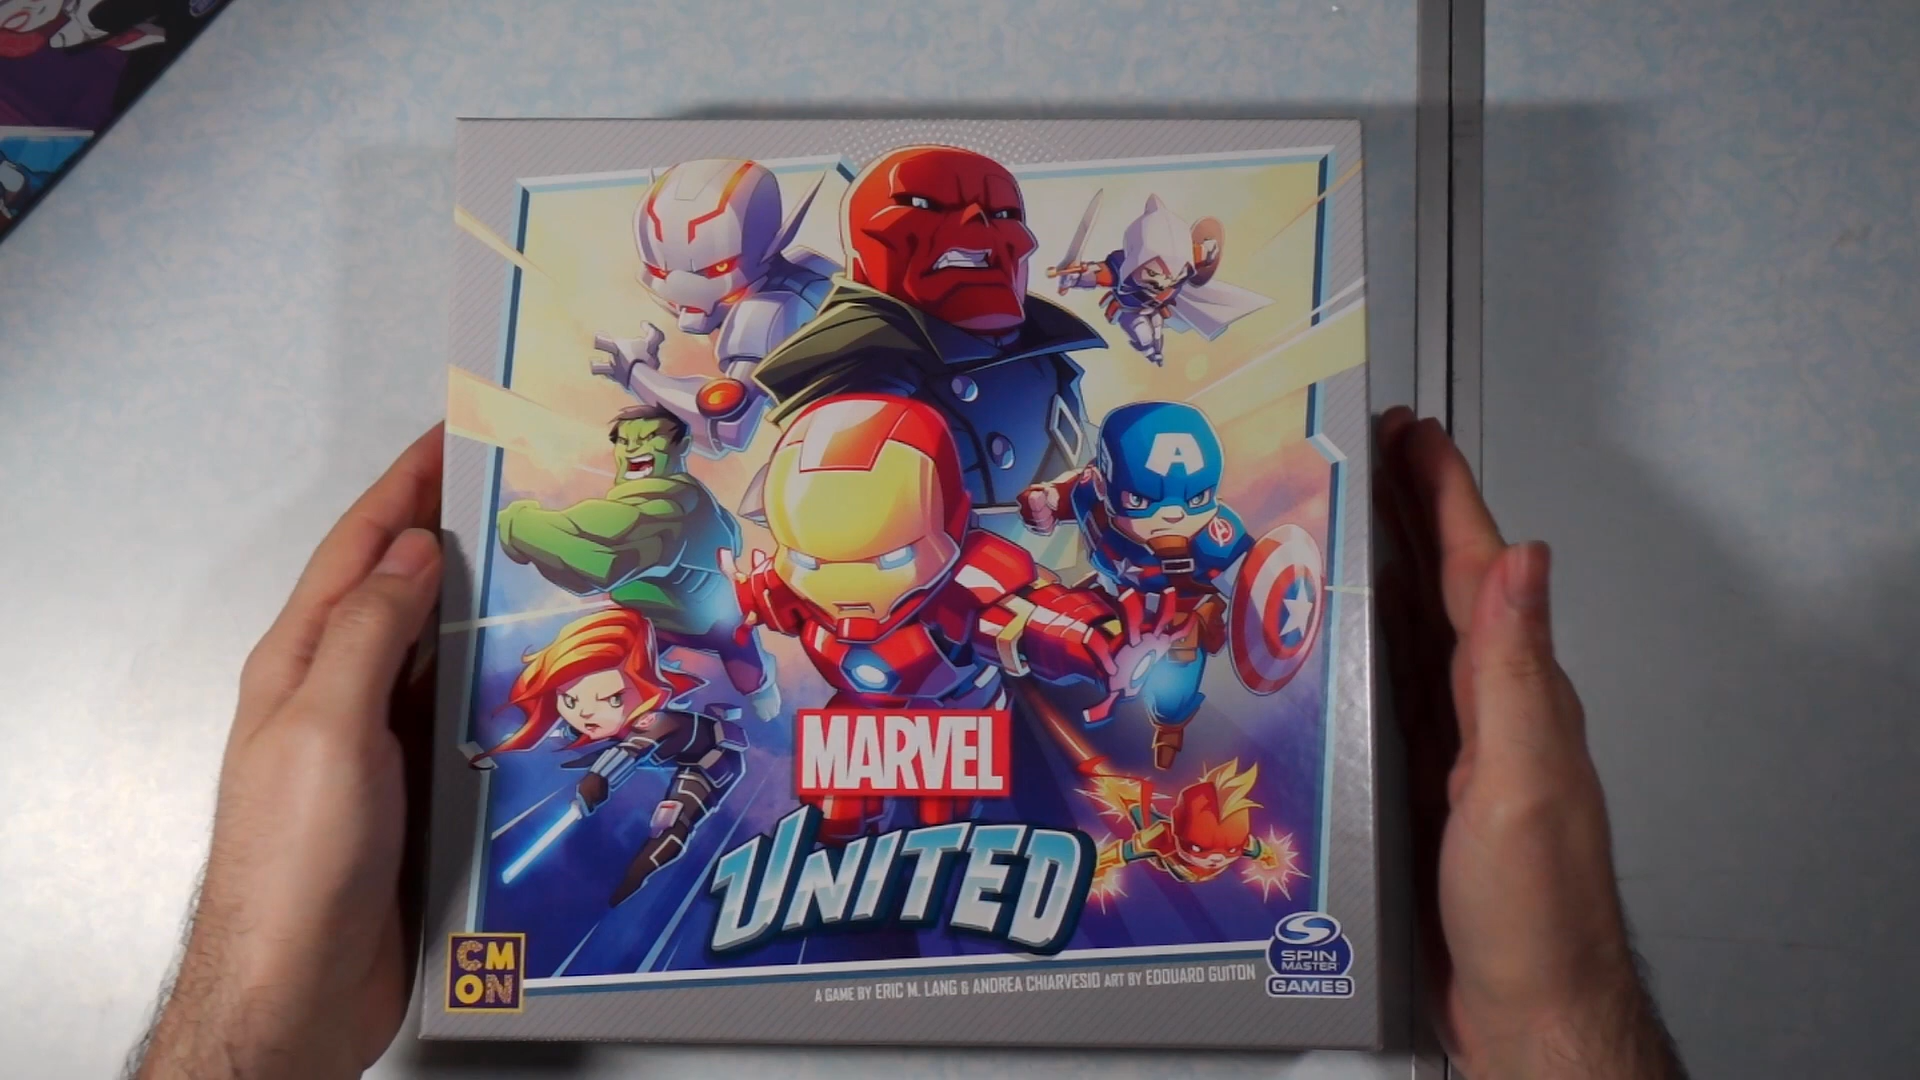 A
MARVEL
UNITED
CM
ON
SPIN
MASTER
GAMES
A GAME BY ERIC M. LANG & ANDREA CHIARVESIO ART BY EDOUARD GUITON